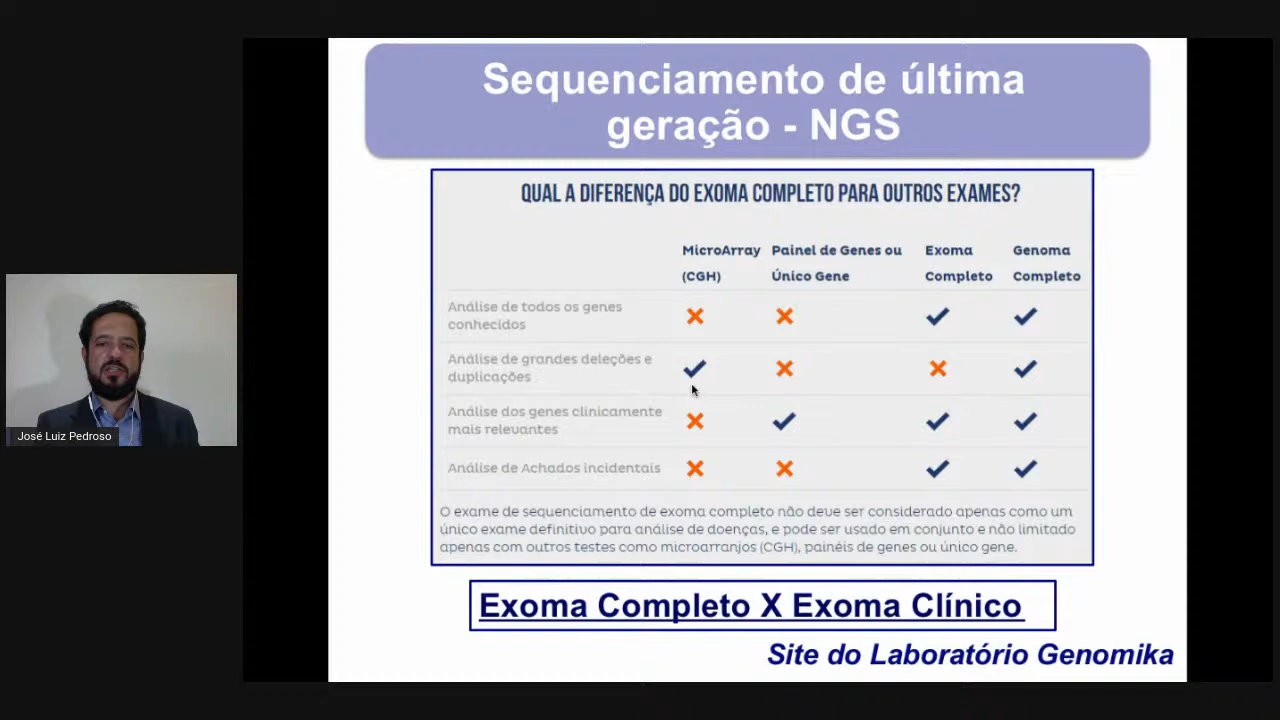 Sequenciamento de última
geração - NGS
QUAL A DIFERENÇA DO EXOMA COMPLETO PARA OUTROS EXAMES?
MicroArray (CGH)
Painel de Genes ou Único Gene
Exoma Completo
Genoma Completo
Análise de todos os genes
conhecidos
Análise de grandes deleções e
duplicações
Análise dos genes clinicamente
mais relevantes
Análise de Achados incidentais
O exame de sequenciamento de exoma completo não deve ser considerado apenas como um
único exame definitivo para análise de doenças, e pode ser usado em conjunto e não limitado
apenas com outros testes como microarranjos (CGH), painéis de genes ou único gene.
Exoma Completo X Exoma Clínico
Site do Laboratório Genomika
José Luiz Pedroso